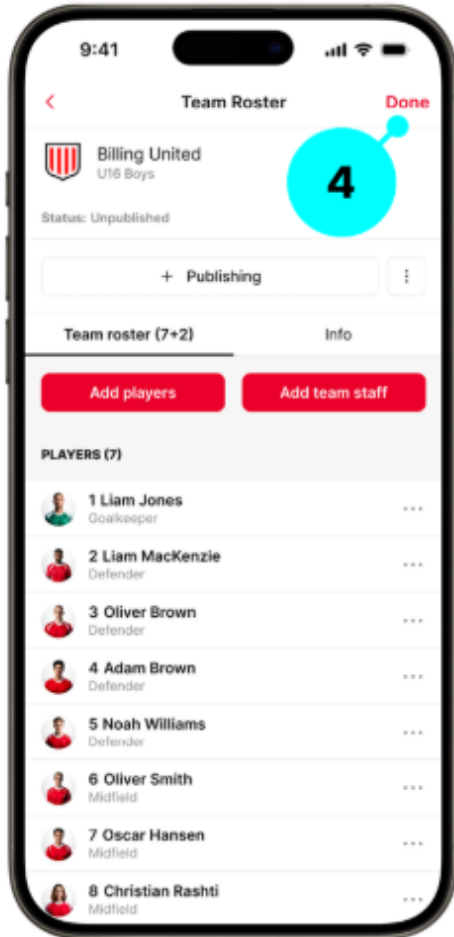 9:41
Team Roster
Done
Billing United
U16 Boys
4
Status: Unpublished
+ Publishing
Team roster (7+2)
Info
Add players
Add team staff
PLAYERS (7)
1 Liam Jones
Goalkeeper
2 Liam MacKenzie
Defender
3 Oliver Brown
Defender
4 Adam Brown
Defender
5 Noah Williams
Defender
6 Oliver Smith
Midfield
7 Oscar Hansen
Midfield
8 Christian Rashti
Midfield